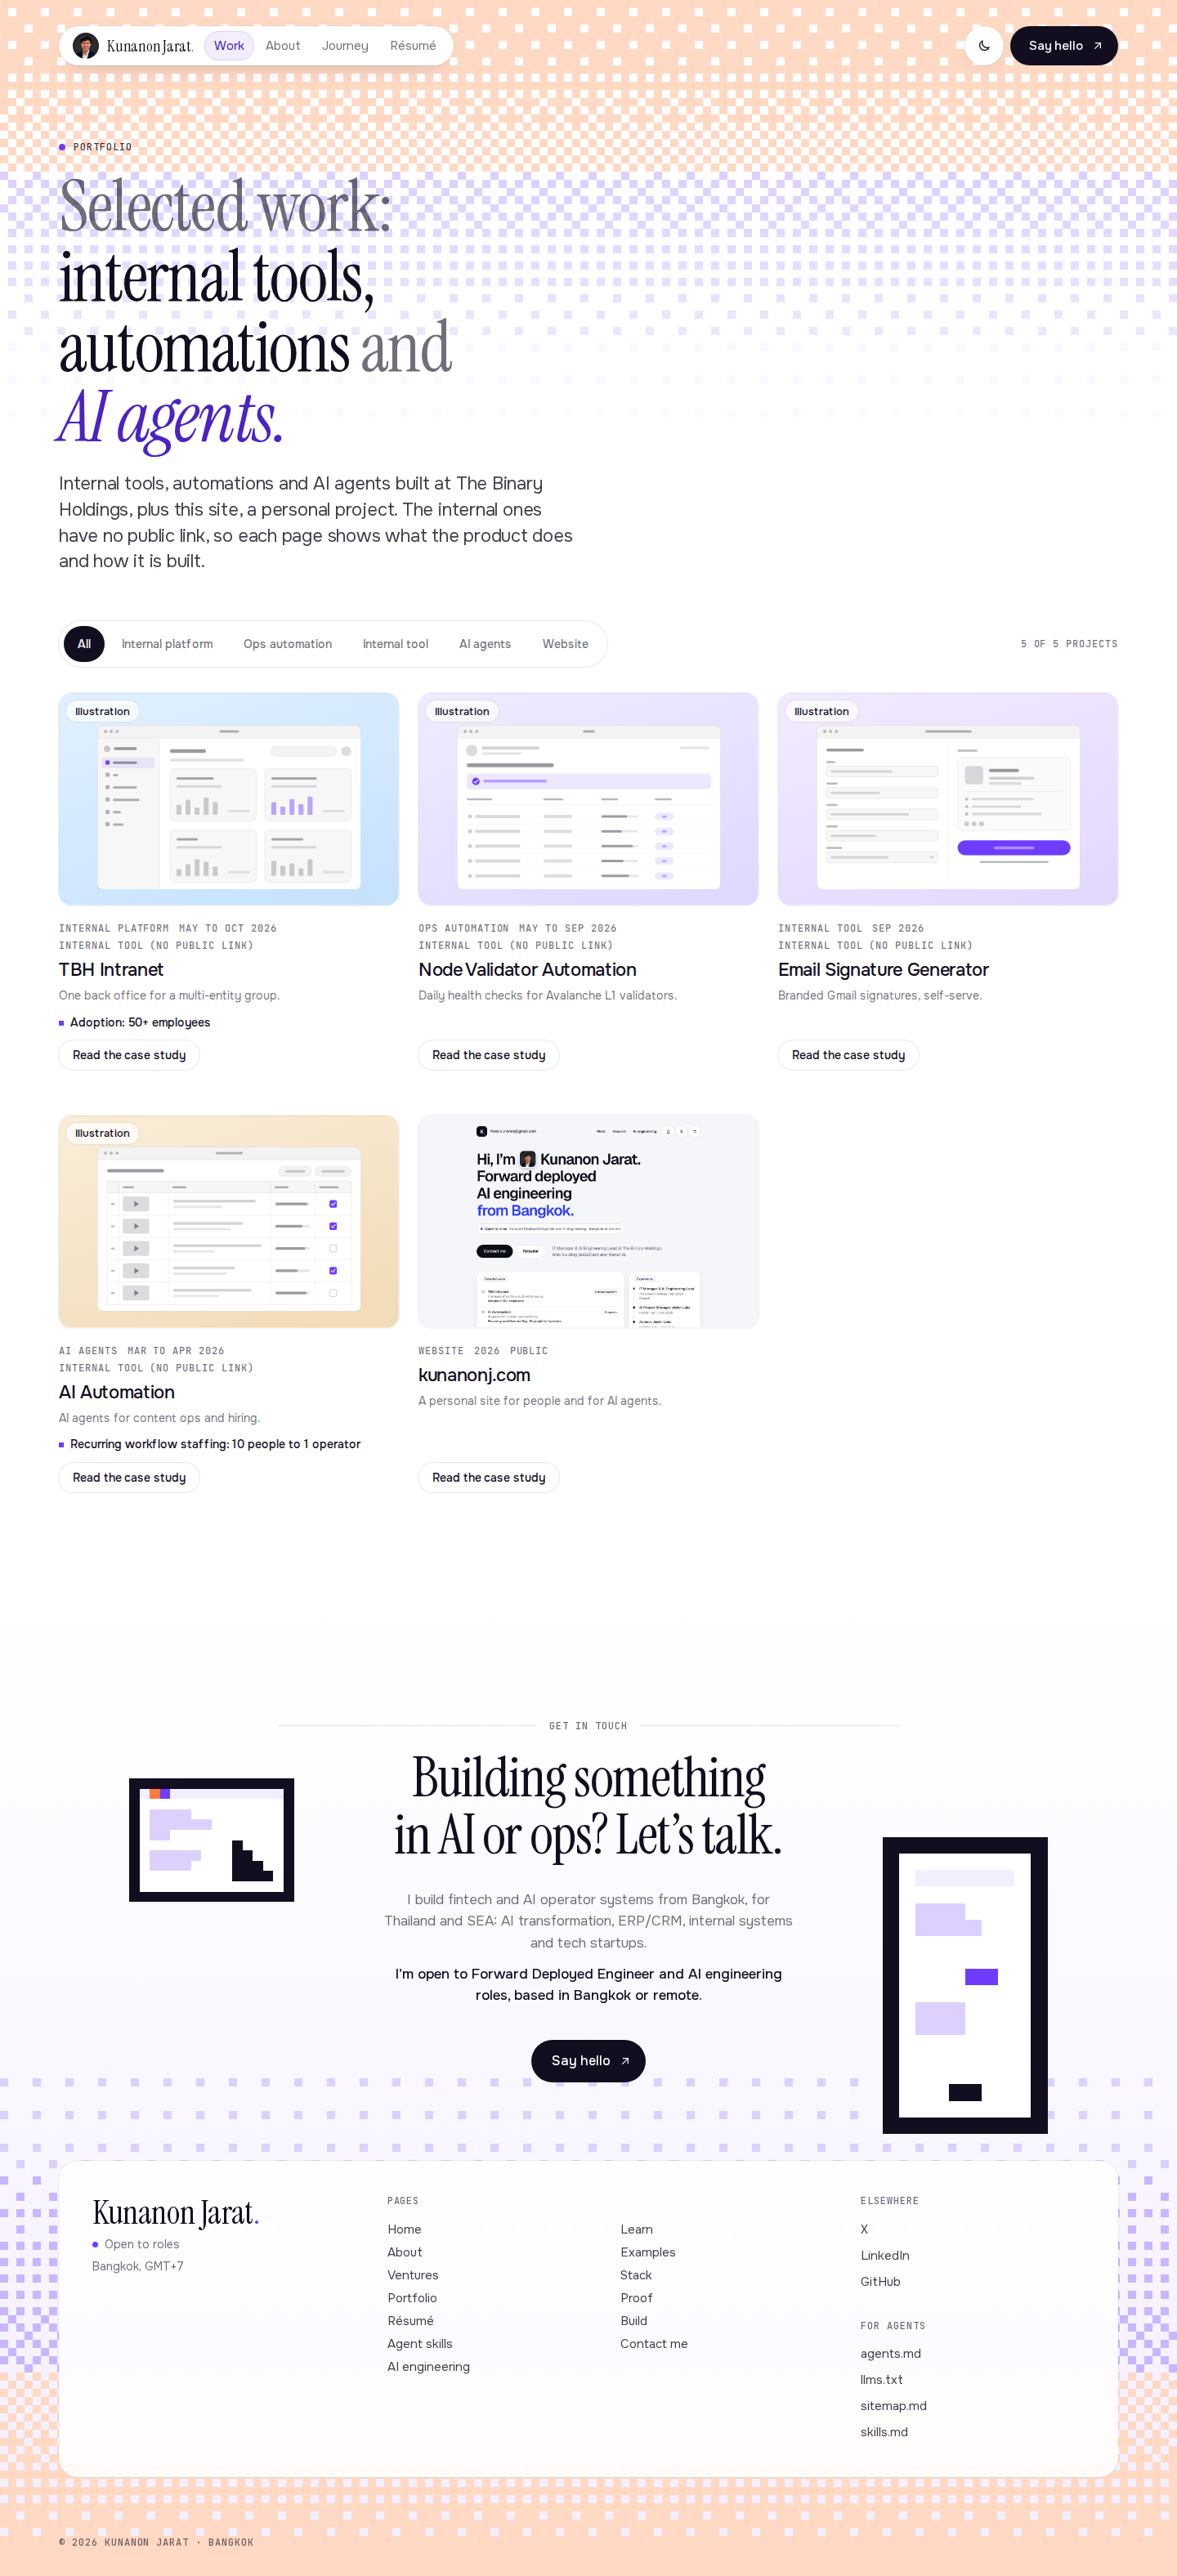 Kunanon Jarat.
Work
About
Journey
Résumé
Say hello
PORTFOLIO
Selected work:
internal tools,
automations and
AI agents.
Internal tools, automations and AI agents built at The Binary
Holdings, plus this site, a personal project. The internal ones
have no public link, so each page shows what the product does
and how it is built.
All
Internal platform
Ops automation
Internal tool
AI agents
Website
5 OF 5 PROJECTS
Illustration
Illustration
Illustration
INTERNAL PLATFORM MAY TO OCT 2026
INTERNAL TOOL (NO PUBLIC LINK)
TBH Intranet
One back office for a multi-entity group.
Adoption: 50+ employees
Read the case study
OPS AUTOMATION MAY TO SEP 2026
INTERNAL TOOL (NO PUBLIC LINK)
Node Validator Automation
Daily health checks for Avalanche L1 validators.
Read the case study
INTERNAL TOOL SEP 2026
INTERNAL TOOL (NO PUBLIC LINK)
Email Signature Generator
Branded Gmail signatures, self-serve.
Read the case study
Illustration
Hi, I'm Kunanon Jarat.
Forward deployed
AI engineering
from Bangkok.
Contact me
AI AGENTS MAR TO APR 2026
INTERNAL TOOL (NO PUBLIC LINK)
AI Automation
AI agents for content ops and hiring.
Recurring workflow staffing: 10 people to 1 operator
Read the case study
WEBSITE 2026 PUBLIC
kunanonj.com
A personal site for people and for AI agents.
Read the case study
GET IN TOUCH
Building something
in AI or ops? Let's talk.
I build fintech and AI operator systems from Bangkok, for
Thailand and SEA: AI transformation, ERP/CRM, internal systems
and tech startups.
I'm open to Forward Deployed Engineer and AI engineering
roles, based in Bangkok or remote.
Say hello
Kunanon Jarat.
Open to roles
Bangkok, GMT+7
PAGES
Home
About
Ventures
Portfolio
Résumé
Agent skills
AI engineering
Learn
Examples
Stack
Proof
Build
Contact me
ELSEWHERE
X
LinkedIn
GitHub
FOR AGENTS
agents.md
llms.txt
sitemap.md
skills.md
© 2026 KUNANON JARAT · BANGKOK